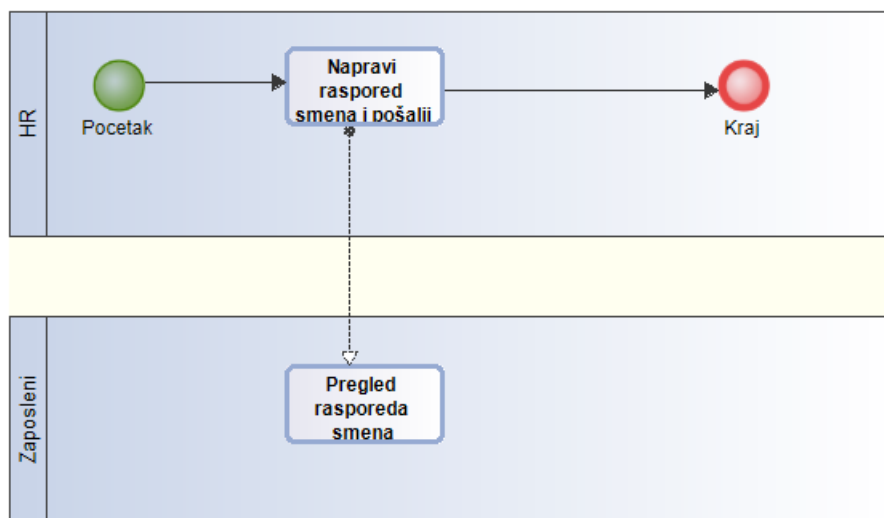 HR
Pocetak
Napravi
raspored
smena i pošalji
Kraj
Zaposleni
Pregled
rasporeda
smena